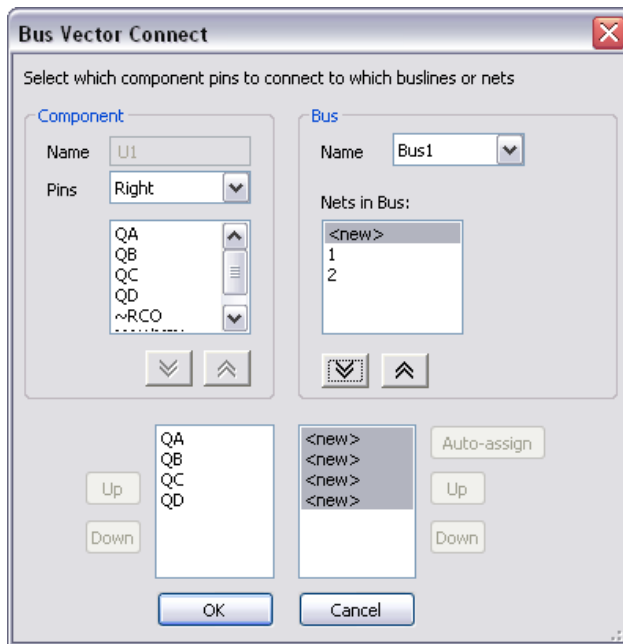 Bus Vector Connect
Select which component pins to connect to which buslines or nets
Component
Name U1
Pins Right
QA
QB
QC
QD
~RCO
Bus
Name Bus1
Nets in Bus:
<new>
1
2
QA
QB
QC
QD
Up
Down
<new>
<new>
<new>
<new>
Auto-assign
Up
Down
OK
Cancel